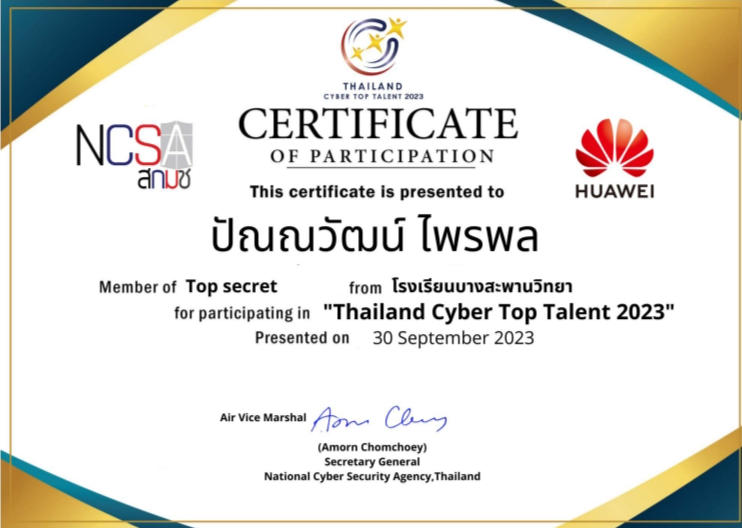 THAILAND
CYBER TOP TALENT 2023
NCSA
สกมช
CERTIFICATE
OF PARTICIPATION
HUAWEI
This certificate is presented to
ปัณณวัฒน์ ไพรพล
Member of Top secret from โรงเรียนบางสะพานวิทยา
for participating in "Thailand Cyber Top Talent 2023"
Presented on 30 September 2023
Air Vice Marshal
(Amorn Chomchoey)
Secretary General
National Cyber Security Agency,Thailand